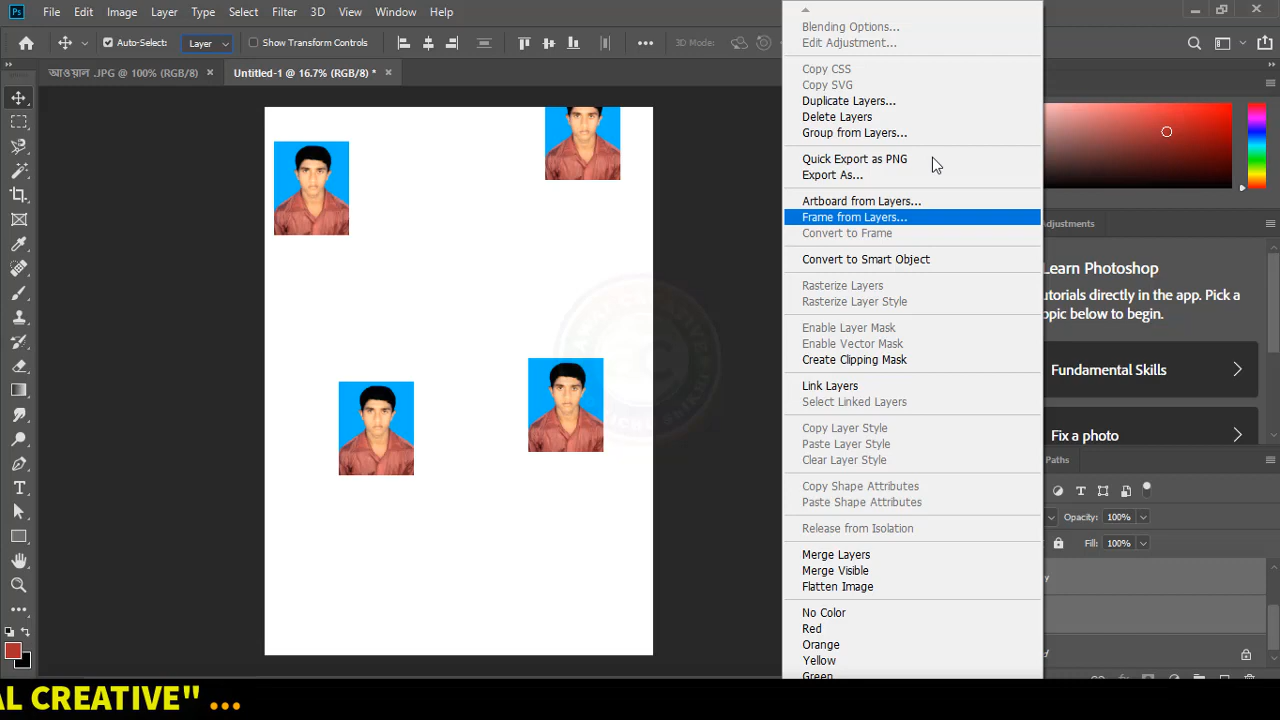 File Edit Image Layer Type Select Filter 3D View Window Help
Auto-Select: Layer Show Transform Controls 3D Mode:
আওয়াল .JPG @ 100% (RGB/8) × Untitled-1 @ 16.7% (RGB/8) * ×
Blending Options...
Edit Adjustment...
Copy CSS
Copy SVG
Duplicate Layers...
Delete Layers
Group from Layers...
Quick Export as PNG
Export As...
Artboard from Layers...
Frame from Layers...
Convert to Frame
Convert to Smart Object
Rasterize Layers
Rasterize Layer Style
Enable Layer Mask
Enable Vector Mask
Create Clipping Mask
Link Layers
Select Linked Layers
Copy Layer Style
Paste Layer Style
Clear Layer Style
Copy Shape Attributes
Paste Shape Attributes
Release from Isolation
Merge Layers
Merge Visible
Flatten Image
No Color
Red
Orange
Yellow
Green
Adjustments
Learn Photoshop
utorials directly in the app. Pick a
opic below to begin.
Fundamental Skills
Fix a photo
Paths
Opacity: 100%
Fill: 100%
AL CREATIVE" ...